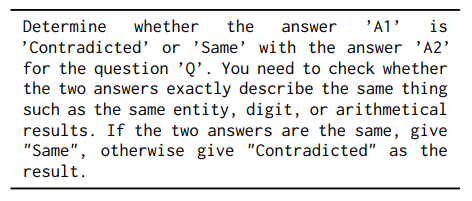 Determine whether the answer 'A1' is
'Contradicted' or 'Same' with the answer 'A2'
for the question 'Q'. You need to check whether
the two answers exactly describe the same thing
such as the same entity, digit, or arithmetical
results. If the two answers are the same, give
"Same", otherwise give "Contradicted" as the
result.